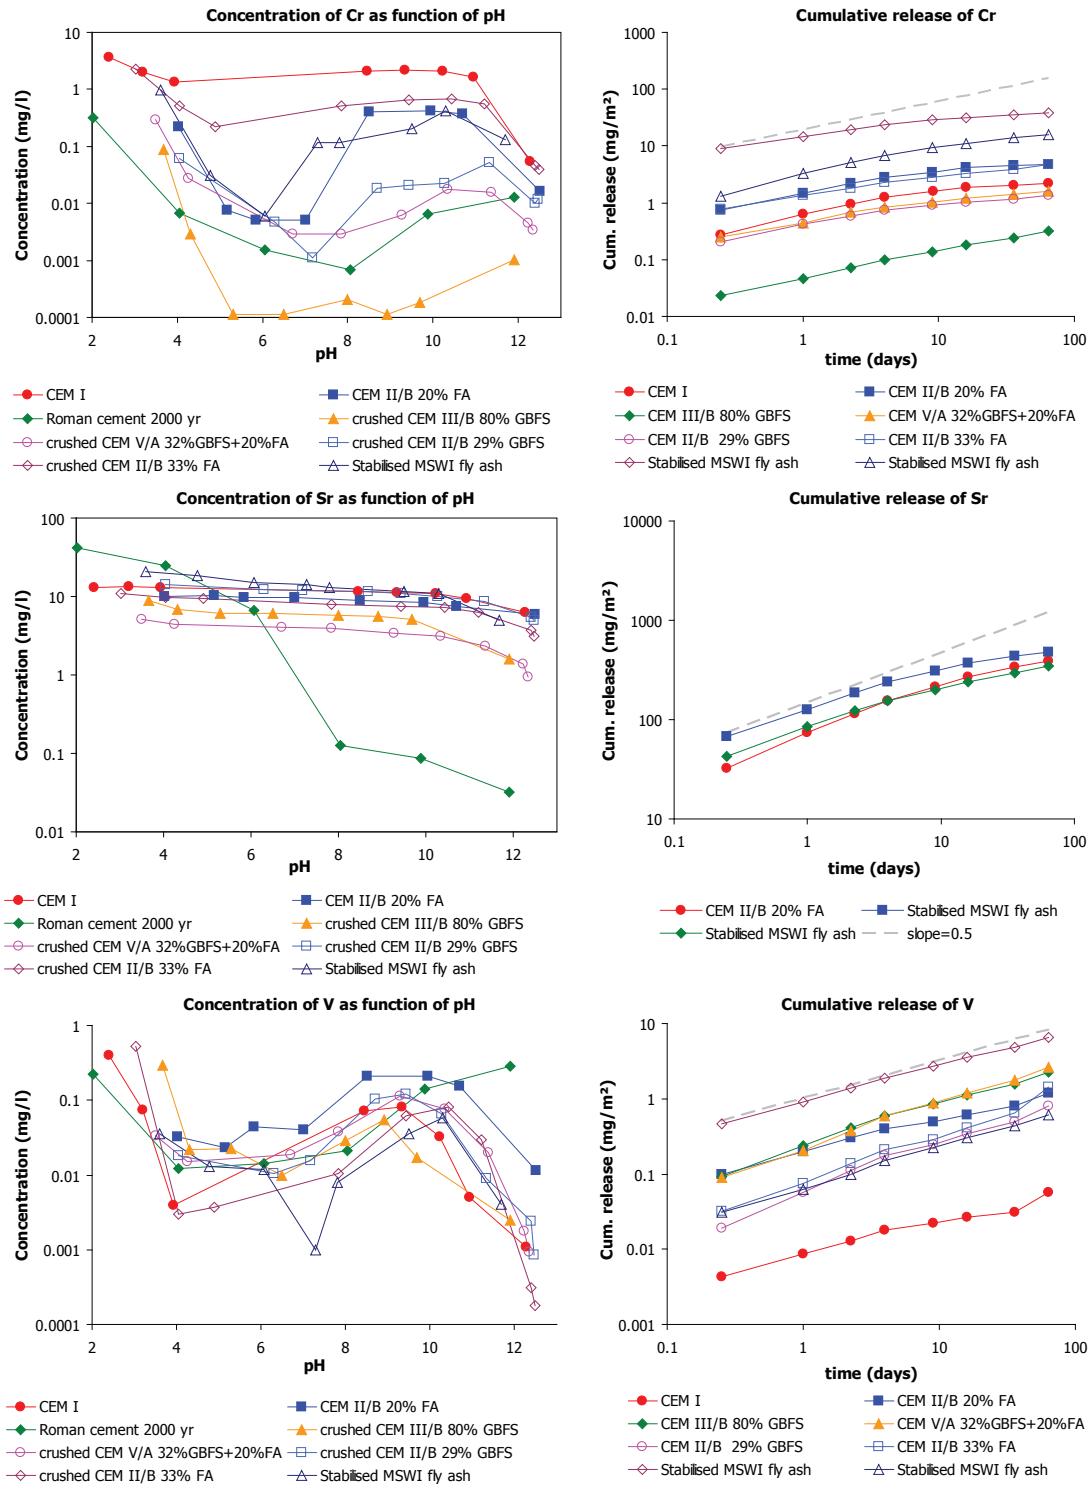 Concentration of Cr as function of pH
Concentration (mg/l)
10
1
0.1
0.01
0.001
0.0001
2 4 6 8 10 12
pH
CEM I
CEM II/B 20% FA
Roman cement 2000 yr
crushed CEM III/B 80% GBFS
crushed CEM V/A 32%GBFS+20%FA
crushed CEM II/B 29% GBFS
crushed CEM II/B 33% FA
Stabilised MSWI fly ash
Cumulative release of Cr
Cum. release (mg/m²)
1000
100
10
1
0.1
0.01
0.1 1 10 100
time (days)
CEM I
CEM II/B 20% FA
CEM III/B 80% GBFS
CEM V/A 32%GBFS+20%FA
CEM II/B 29% GBFS
CEM II/B 33% FA
Stabilised MSWI fly ash
Stabilised MSWI fly ash
Concentration of Sr as function of pH
Concentration (mg/l)
100
10
1
0.1
0.01
2 4 6 8 10 12
pH
CEM I
CEM II/B 20% FA
Roman cement 2000 yr
crushed CEM III/B 80% GBFS
crushed CEM V/A 32%GBFS+20%FA
crushed CEM II/B 29% GBFS
crushed CEM II/B 33% FA
Stabilised MSWI fly ash
Cumulative release of Sr
Cum. release (mg/m²)
10000
1000
100
10
0.1 1 10 100
time (days)
CEM II/B 20% FA
Stabilised MSWI fly ash
Stabilised MSWI fly ash
slope=0.5
Concentration of V as function of pH
Concentration (mg/l)
1
0.1
0.01
0.001
0.0001
2 4 6 8 10 12
pH
CEM I
CEM II/B 20% FA
Roman cement 2000 yr
crushed CEM III/B 80% GBFS
crushed CEM V/A 32%GBFS+20%FA
crushed CEM II/B 29% GBFS
crushed CEM II/B 33% FA
Stabilised MSWI fly ash
Cumulative release of V
Cum. release (mg/m²)
10
1
0.1
0.01
0.001
0.1 1 10 100
time (days)
CEM I
CEM II/B 20% FA
CEM III/B 80% GBFS
CEM V/A 32%GBFS+20%FA
CEM II/B 29% GBFS
CEM II/B 33% FA
Stabilised MSWI fly ash
Stabilised MSWI fly ash